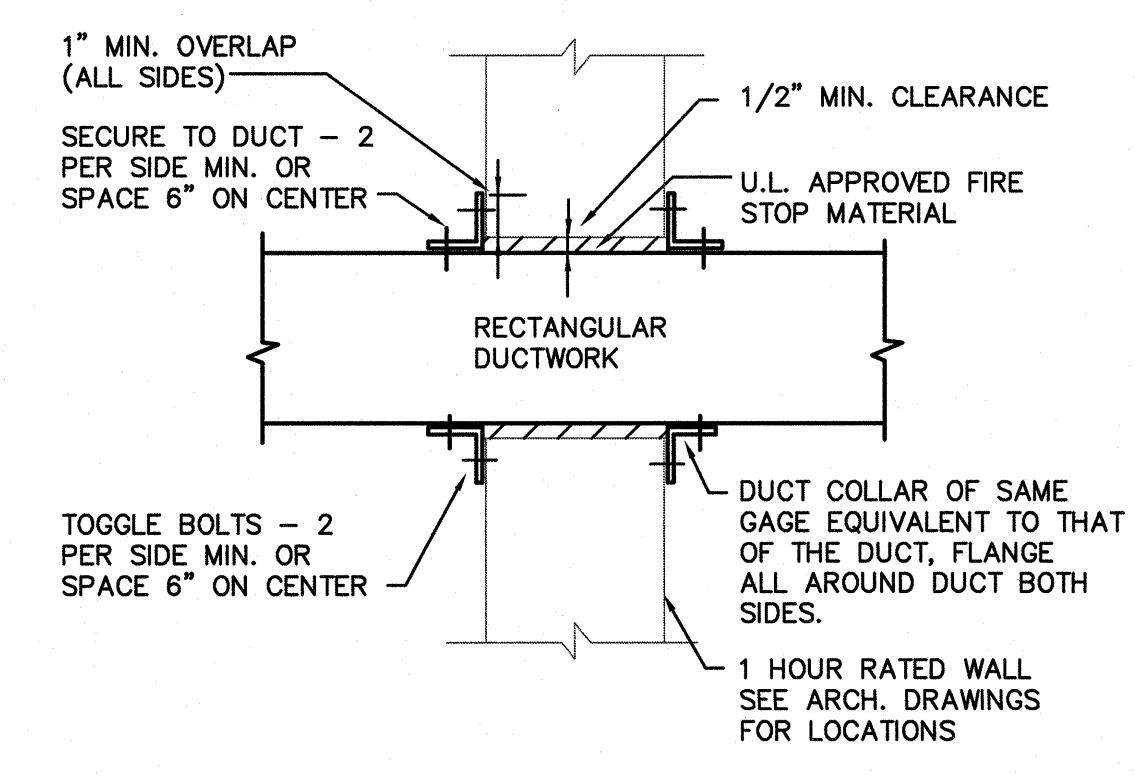 1" MIN. OVERLAP
(ALL SIDES)
SECURE TO DUCT – 2
PER SIDE MIN. OR
SPACE 6" ON CENTER
1/2" MIN. CLEARANCE
U.L. APPROVED FIRE
STOP MATERIAL
RECTANGULAR
DUCTWORK
TOGGLE BOLTS – 2
PER SIDE MIN. OR
SPACE 6" ON CENTER
DUCT COLLAR OF SAME
GAGE EQUIVALENT TO THAT
OF THE DUCT, FLANGE
ALL AROUND DUCT BOTH
SIDES.
1 HOUR RATED WALL
SEE ARCH. DRAWINGS
FOR LOCATIONS